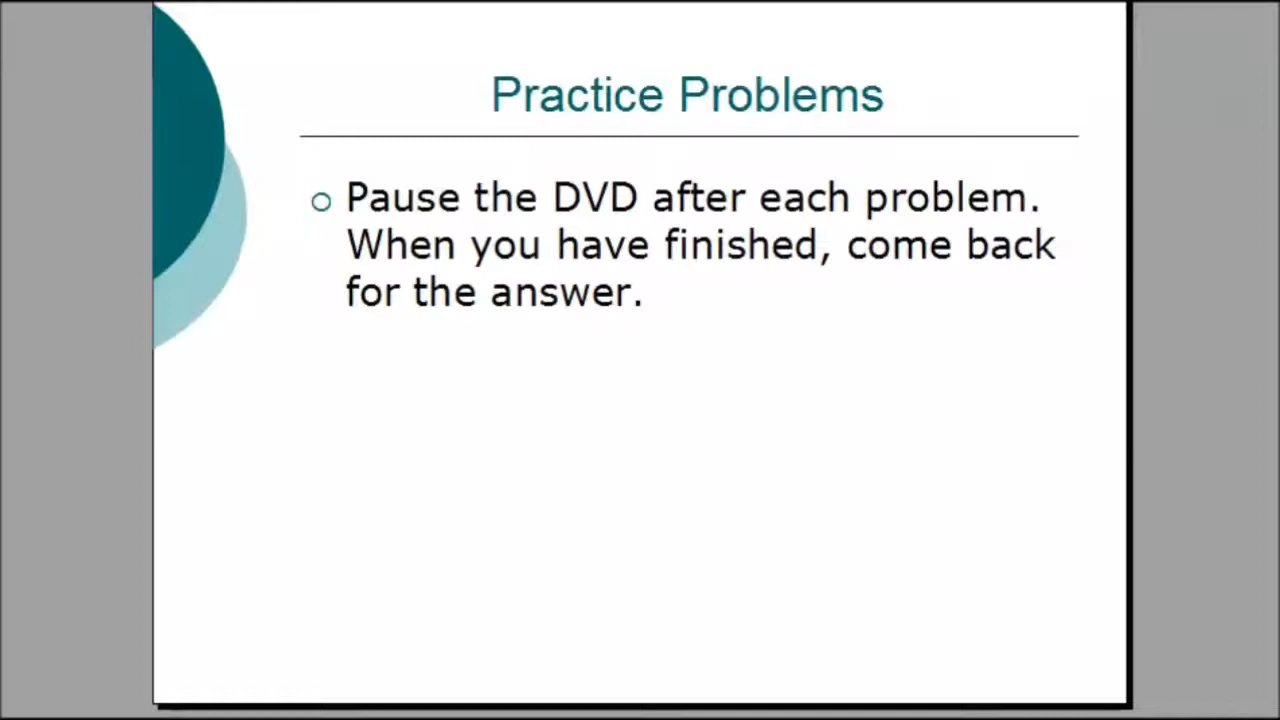 Practice Problems
Pause the DVD after each problem.
When you have finished, come back
for the answer.